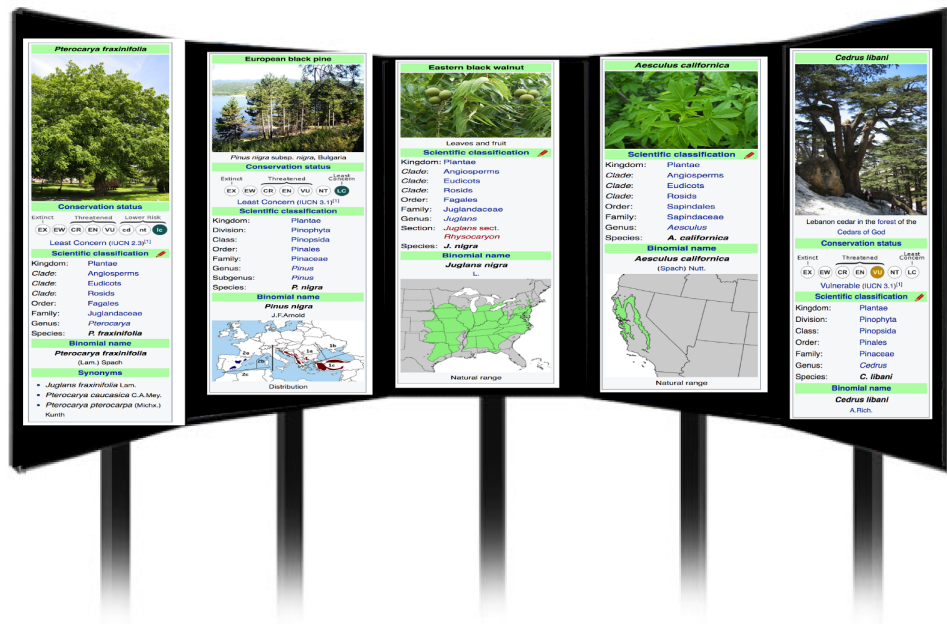 Pterocarya fraxinifolia
Conservation status
Extinct Threatened Lower Risk
EX EW CR EN VU cd nt lc
Least Concern (IUCN 2.3)[1]
Scientific classification
Kingdom: Plantae
Clade: Angiosperms
Clade: Eudicots
Clade: Rosids
Order: Fagales
Family: Juglandaceae
Genus: Pterocarya
Species: P. fraxinifolia
Binomial name
Pterocarya fraxinifolia
(Lam.) Spach
Synonyms
• Juglans fraxinifolia Lam.
• Pterocarya caucasica C.A.Mey.
• Pterocarya pterocarpa (Michx.)
Kunth
European black pine
Pinus nigra subsp. nigra, Bulgaria
Conservation status
Extinct Threatened Least Concern
EX EW CR EN VU NT LC
Least Concern (IUCN 3.1)[1]
Scientific classification
Kingdom: Plantae
Division: Pinophyta
Class: Pinopsida
Order: Pinales
Family: Pinaceae
Genus: Pinus
Subgenus: Pinus
Species: P. nigra
Binomial name
Pinus nigra
J.F.Arnold
1b
2a 1a
2b
1c
2c
Distribution
Eastern black walnut
Leaves and fruit
Scientific classification
Kingdom: Plantae
Clade: Angiosperms
Clade: Eudicots
Clade: Rosids
Order: Fagales
Family: Juglandaceae
Genus: Juglans
Section: Juglans sect.
Rhysocaryon
Species: J. nigra
Binomial name
Juglans nigra
L.
Natural range
Aesculus californica
Scientific classification
Kingdom: Plantae
Clade: Angiosperms
Clade: Eudicots
Clade: Rosids
Order: Sapindales
Family: Sapindaceae
Genus: Aesculus
Species: A. californica
Binomial name
Aesculus californica
(Spach) Nutt.
Natural range
Cedrus libani
Lebanon cedar in the forest of the
Cedars of God
Conservation status
Extinct Threatened Least Concern
EX EW CR EN VU NT LC
Vulnerable (IUCN 3.1)[1]
Scientific classification
Kingdom: Plantae
Division: Pinophyta
Class: Pinopsida
Order: Pinales
Family: Pinaceae
Genus: Cedrus
Species: C. libani
Binomial name
Cedrus libani
A.Rich.